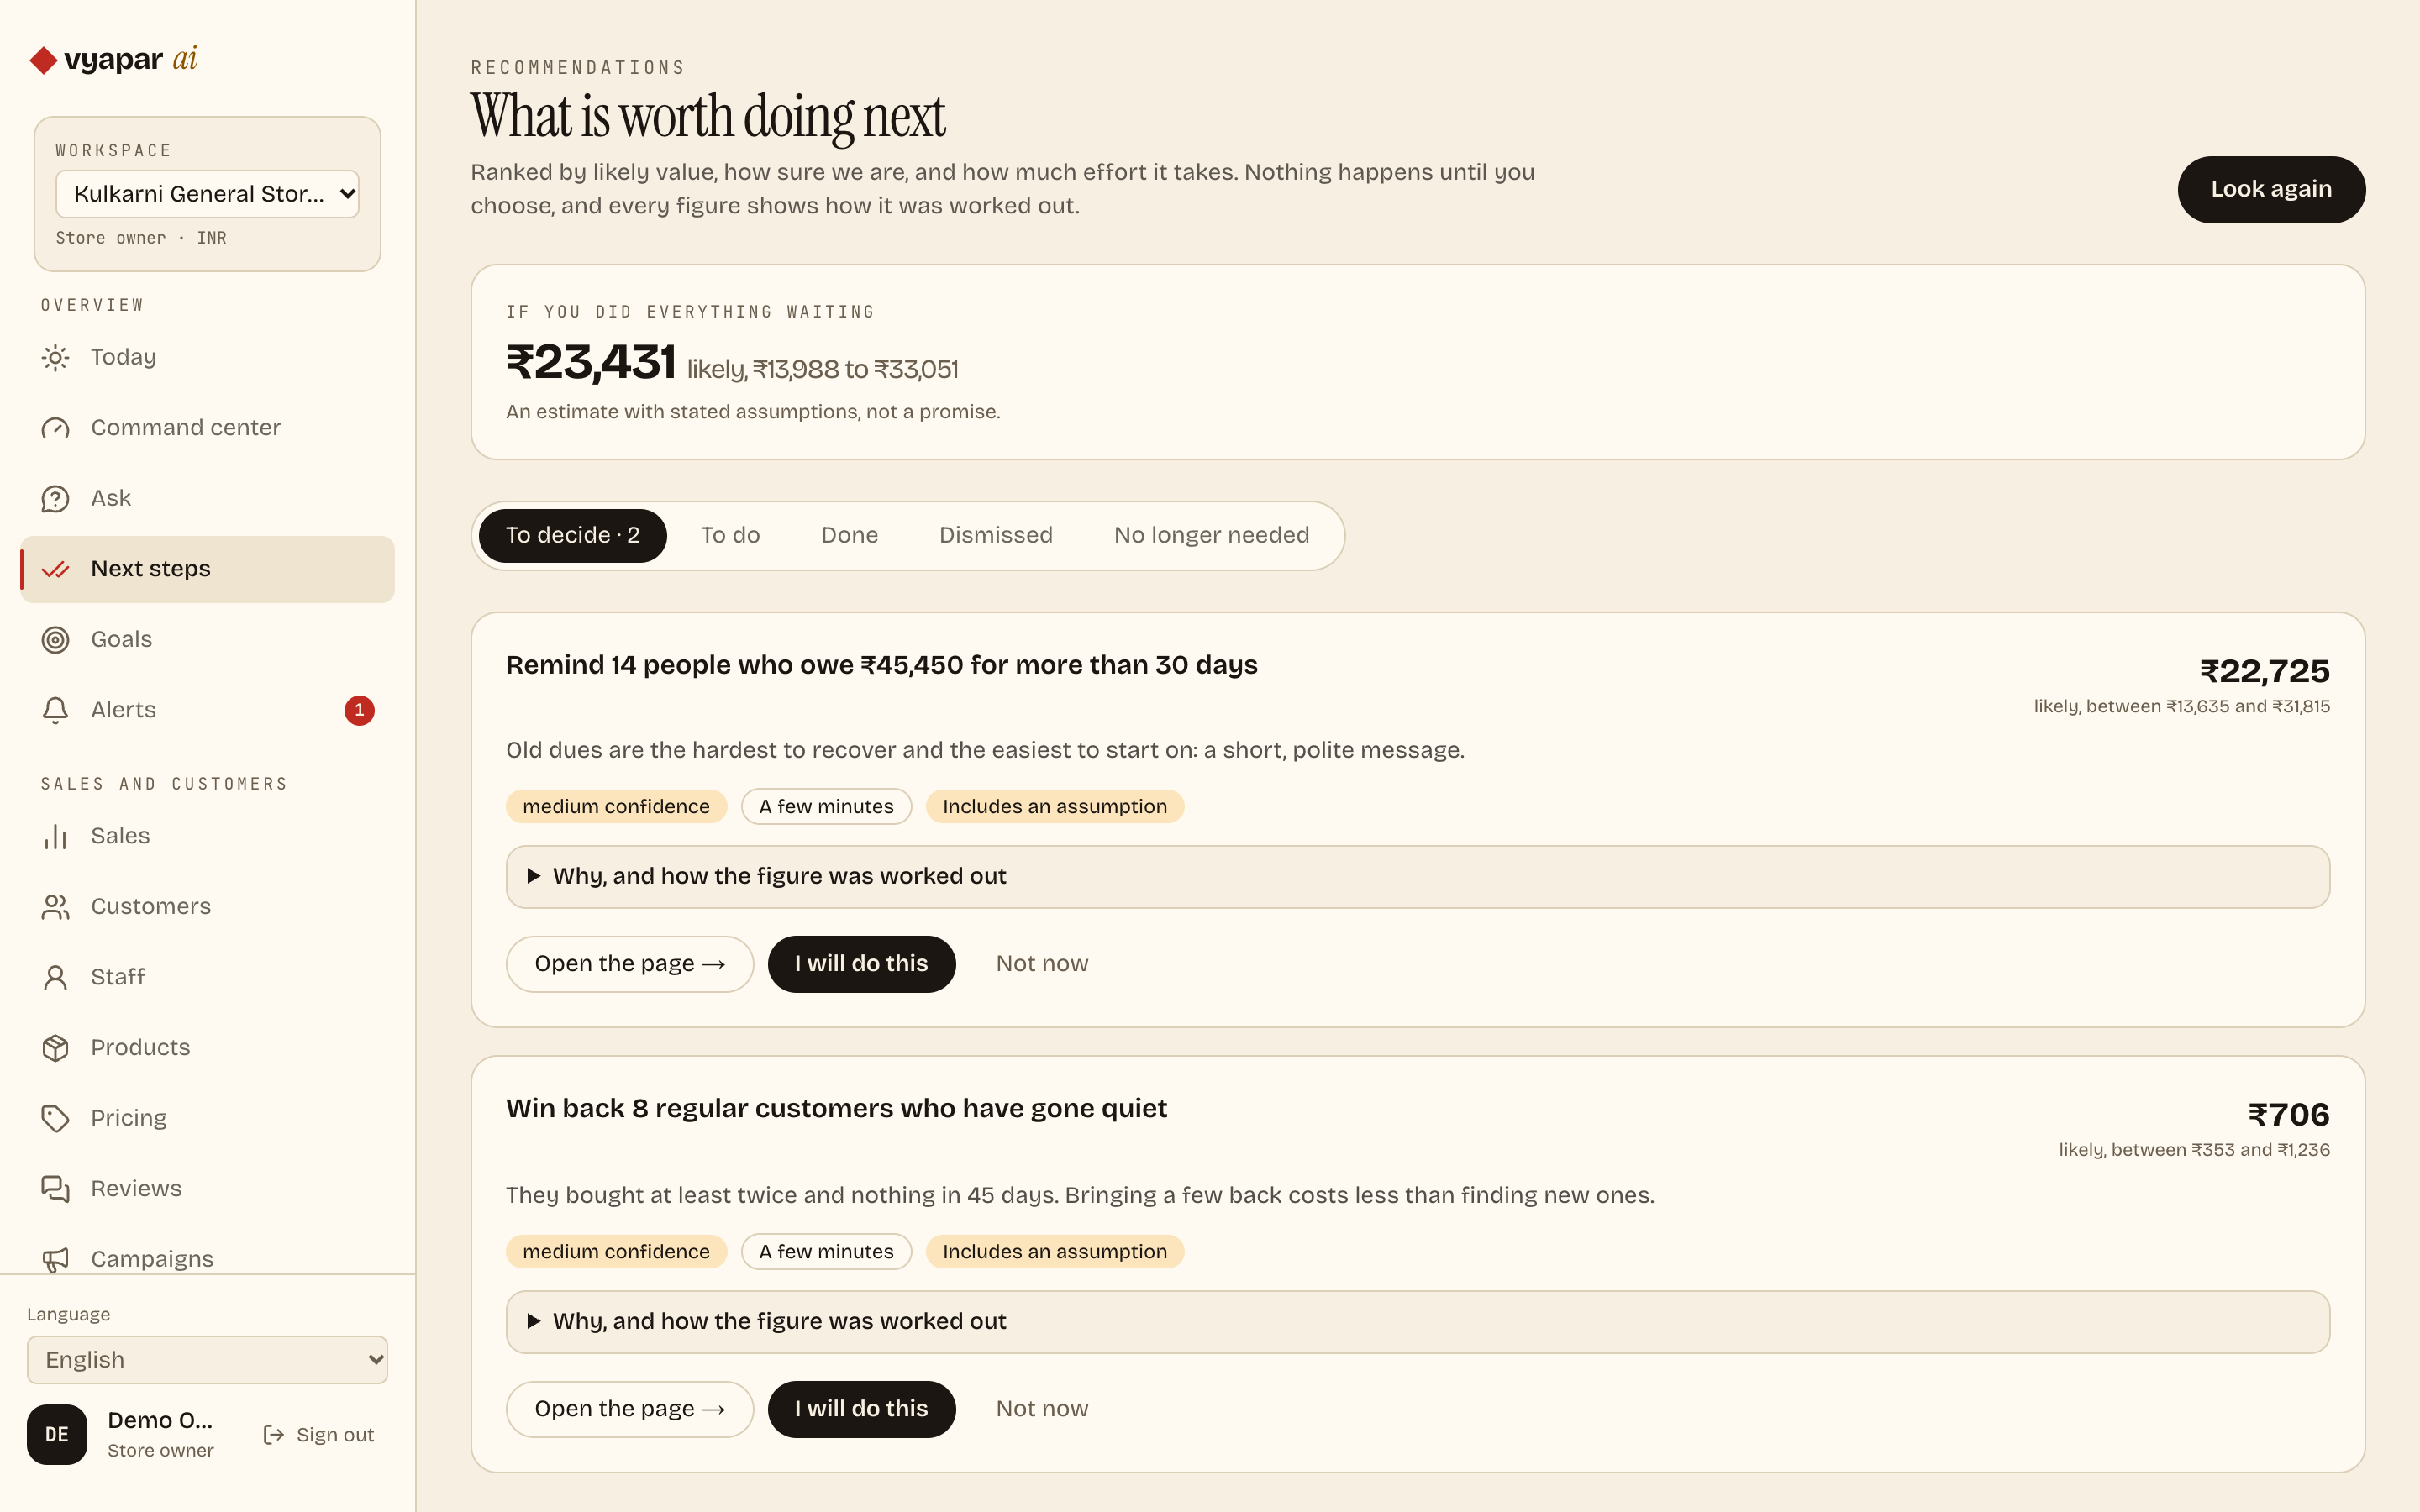 vyapar ai
WORKSPACE
Kulkarni General Stor...
Store owner · INR
OVERVIEW
Today
Command center
Ask
Next steps
Goals
Alerts
1
SALES AND CUSTOMERS
Sales
Customers
Staff
Products
Pricing
Reviews
Campaigns
Language
English
DE
Demo O...
Store owner
Sign out
RECOMMENDATIONS
What is worth doing next
Ranked by likely value, how sure we are, and how much effort it takes. Nothing happens until you
choose, and every figure shows how it was worked out.
Look again
IF YOU DID EVERYTHING WAITING
₹23,431 likely, ₹13,988 to ₹33,051
An estimate with stated assumptions, not a promise.
To decide · 2
To do
Done
Dismissed
No longer needed
Remind 14 people who owe ₹45,450 for more than 30 days
₹22,725
likely, between ₹13,635 and ₹31,815
Old dues are the hardest to recover and the easiest to start on: a short, polite message.
medium confidence
A few minutes
Includes an assumption
Why, and how the figure was worked out
Open the page →
I will do this
Not now
Win back 8 regular customers who have gone quiet
₹706
likely, between ₹353 and ₹1,236
They bought at least twice and nothing in 45 days. Bringing a few back costs less than finding new ones.
medium confidence
A few minutes
Includes an assumption
Why, and how the figure was worked out
Open the page →
I will do this
Not now